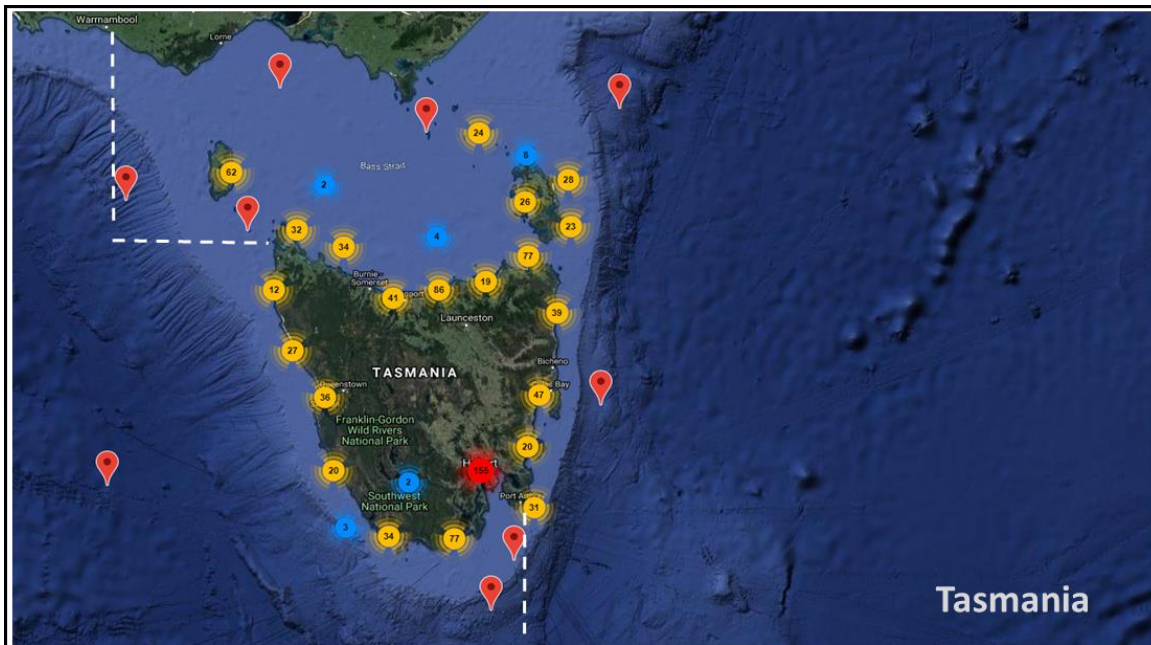 Warrnambool
Lorne
24
8
Bass Strait
62
2
28
26
23
32
4
34
77
Burnie -
Somerset
19
12
86
41
39
Launceston
27
Bicheno
TASMANIA
36
47
Franklin-Gordon
Wild Rivers
National Park
20
20
155
2
Southwest
National Park
Port
31
3
34
77
Tasmania